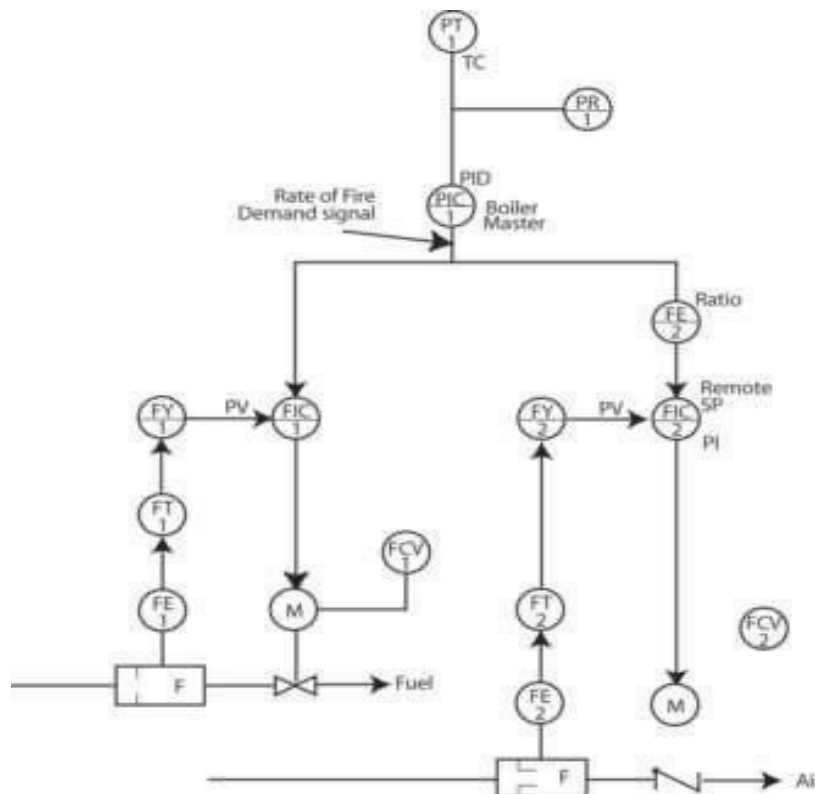 PT
1
TC
PR
1
PID
PIC
1
Boiler
Master
Rate of Fire
Demand signal
FE
2
Ratio
Remote
SP
FY
1
PV
FIC
1
FY
2
PV
FIC
2
PI
FT
1
FCV
1
FE
1
M
FT
2
FCV
2
F
Fuel
FE
2
M
F
Ai